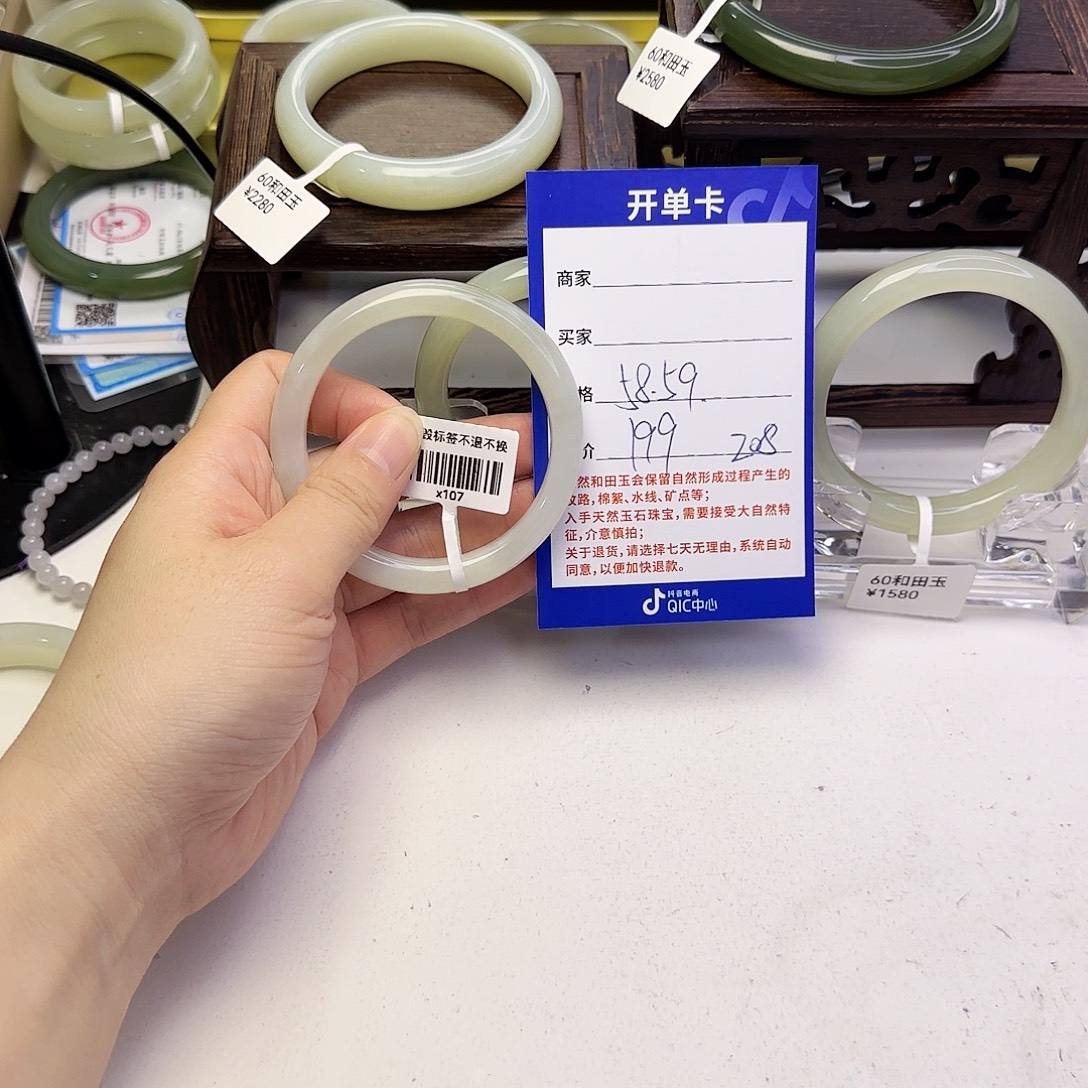 60和田玉
¥2580
60和田玉
¥2280
开单卡
商家
买家
格 58.59
介 199 208
然和田玉会保留自然形成过程产生的
纹路,棉絮、水线、矿点等;
入手天然玉石珠宝,需要接受大自然特
征,介意慎拍;
关于退货,请选择七天无理由,系统自动
同意,以便加快退款。
抖音电商
QIC中心
毁标签不退不换
x107
60和田玉
¥1580